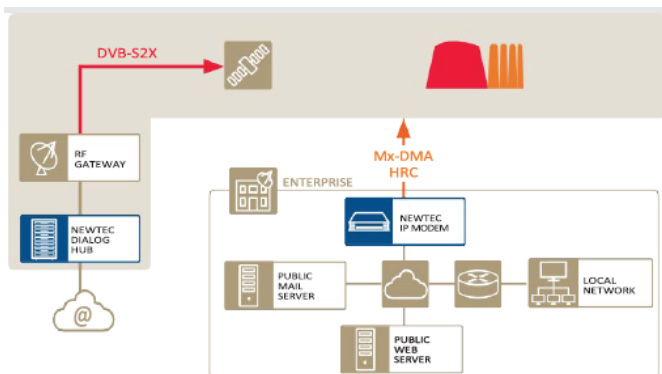 DVB-S2X
RF
GATEWAY
Mx-DMA
HRC
ENTERPRISE
NEWTEC
DIALOG
HUB
NEWTEC
IP MODEM
PUBLIC
MAIL
SERVER
LOCAL
NETWORK
@
PUBLIC
WEB
SERVER